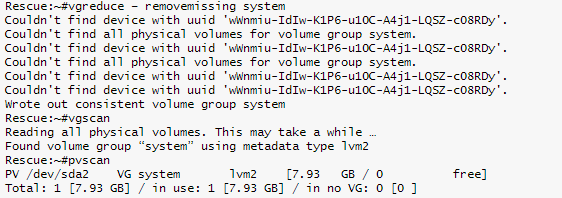 Rescue:~#vgreduce – removemissing system
Couldn't find device with uuid 'wWnmiu-IdIw-K1P6-u1OC-A4j1-LQSZ-c08RDy'.
Couldn't find all physical volumes for volume group system.
Couldn't find device with uuid 'wWnmiu-IdIw-K1P6-u1OC-A4j1-LQSZ-c08RDy'.
Couldn't find all physical volumes for volume group system.
Couldn't find device with uuid 'wWnmiu-IdIw-K1P6-u1OC-A4j1-LQSZ-c08RDy'.
Couldn't find device with uuid 'wWnmiu-IdIw-K1P6-u1OC-A4j1-LQSZ-c08RDy'.
Wrote out consistent volume group system
Rescue:~#vgscan
Reading all physical volumes. This may take a while …
Found volume group “system” using metadata type lvm2
Rescue:~#pvscan
PV /dev/sda2 VG system lvm2 [7.93 GB / 0 free]
Total: 1 [7.93 GB] / in use: 1 [7.93 GB] / in no VG: 0 [0 ]